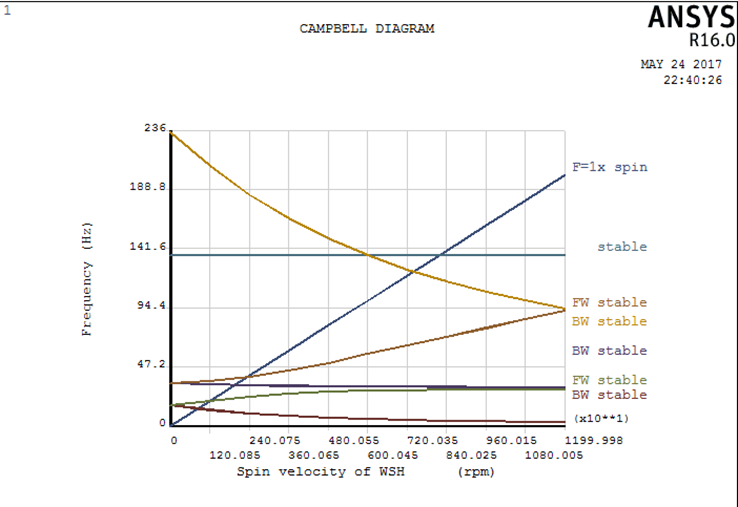 1
ANSYS
R16.0
CAMPBELL DIAGRAM
MAY 24 2017
22:40:26
236
188.8
141.6
94.4
47.2
0
Frequency (Hz)
F=1x spin
stable
FW stable
BW stable
BW stable
FW stable
BW stable
(x10**1)
0 240.075 480.055 720.035 960.015 1199.998
120.085 360.065 600.045 840.025 1080.005
Spin velocity of WSH (rpm)